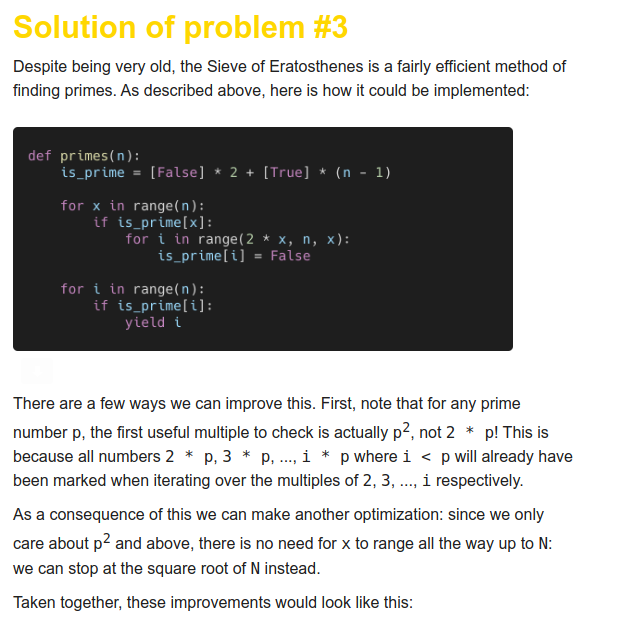 Solution of problem #3
Despite being very old, the Sieve of Eratosthenes is a fairly efficient method of
finding primes. As described above, here is how it could be implemented:
def primes(n):
    is_prime = [False] * 2 + [True] * (n - 1)
    for x in range(n):
        if is_prime[x]:
            for i in range(2 * x, n, x):
                is_prime[i] = False
    for i in range(n):
        if is_prime[i]:
            yield i
There are a few ways we can improve this. First, note that for any prime
number p, the first useful multiple to check is actually p², not 2 * p! This is
because all numbers 2 * p, 3 * p, ..., i * p where i < p will already have
been marked when iterating over the multiples of 2, 3, ..., i respectively.
As a consequence of this we can make another optimization: since we only
care about p² and above, there is no need for x to range all the way up to N:
we can stop at the square root of N instead.
Taken together, these improvements would look like this: